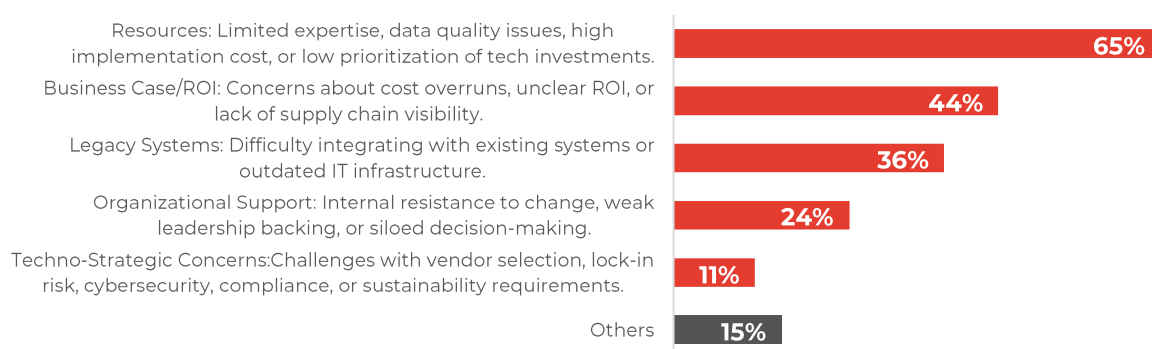 Resources: Limited expertise, data quality issues, high
implementation cost, or low prioritization of tech investments.
65%
Business Case/ROI: Concerns about cost overruns, unclear ROI, or
lack of supply chain visibility.
44%
Legacy Systems: Difficulty integrating with existing systems or
outdated IT infrastructure.
36%
Organizational Support: Internal resistance to change, weak
leadership backing, or siloed decision-making.
24%
Techno-Strategic Concerns:Challenges with vendor selection, lock-in
risk, cybersecurity, compliance, or sustainability requirements.
11%
Others
15%